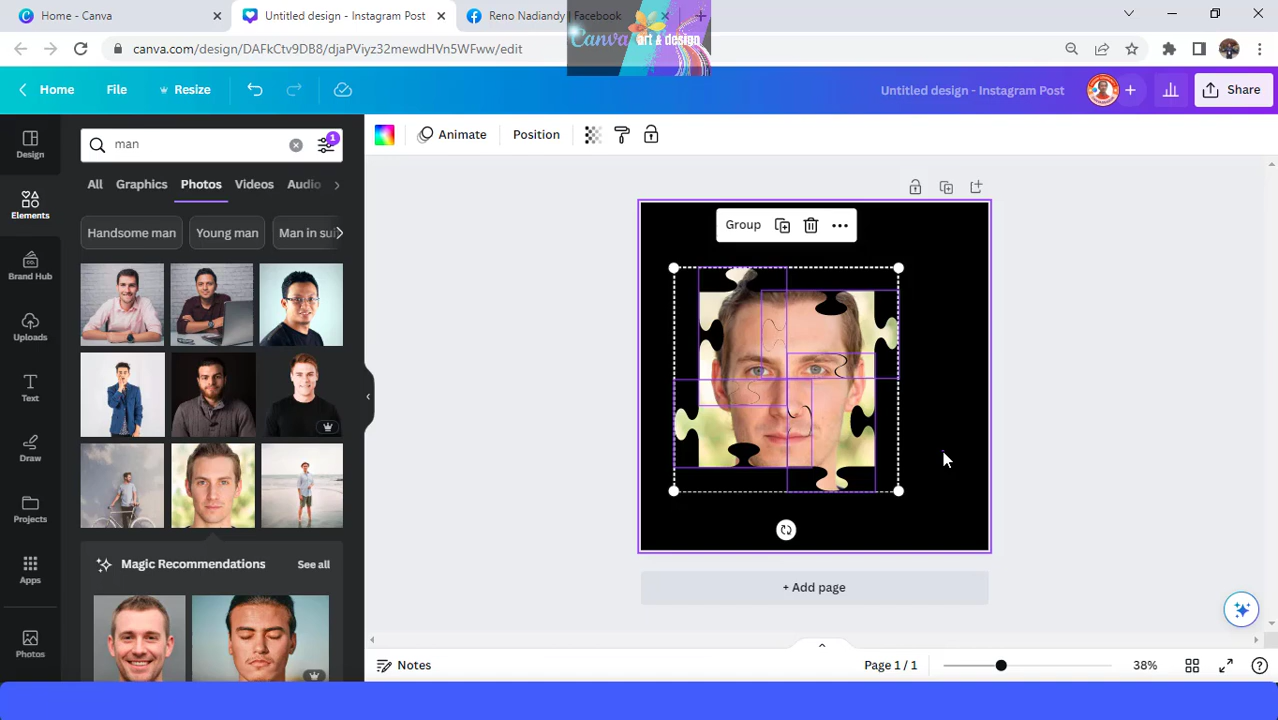 Home - Canva
Untitled design - Instagram Post
Reno Nadiandy | Facebook
Canva
art & design
canva.com/design/DAFkCtv9DB8/djaPViyz32mewdHVn5WFww/edit
Home
File
Resize
Untitled design - Instagram Post
Share
Design
Elements
Brand Hub
Uploads
Text
Draw
Projects
Apps
Photos
man
1
All
Graphics
Photos
Videos
Audio
Handsome man
Young man
Man in sui
Magic Recommendations
See all
Animate
Position
Group
+ Add page
Notes
Page 1 / 1
38%